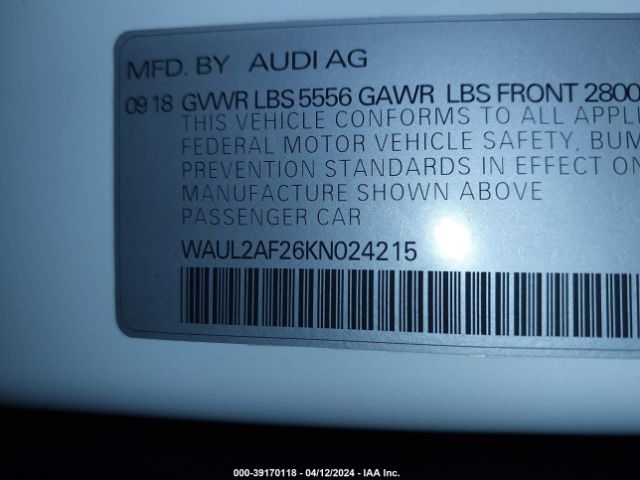 MFD. BY AUDI AG
09 18 GVWR LBS 5556 GAWR LBS FRONT 2800
THIS VEHICLE CONFORMS TO ALL APPLI
FEDERAL MOTOR VEHICLE SAFETY, BUM
PREVENTION STANDARDS IN EFFECT ON
MANUFACTURE SHOWN ABOVE
PASSENGER CAR
WAUL2AF26KN024215
000-39170118 - 04/12/2024 - IAA Inc.